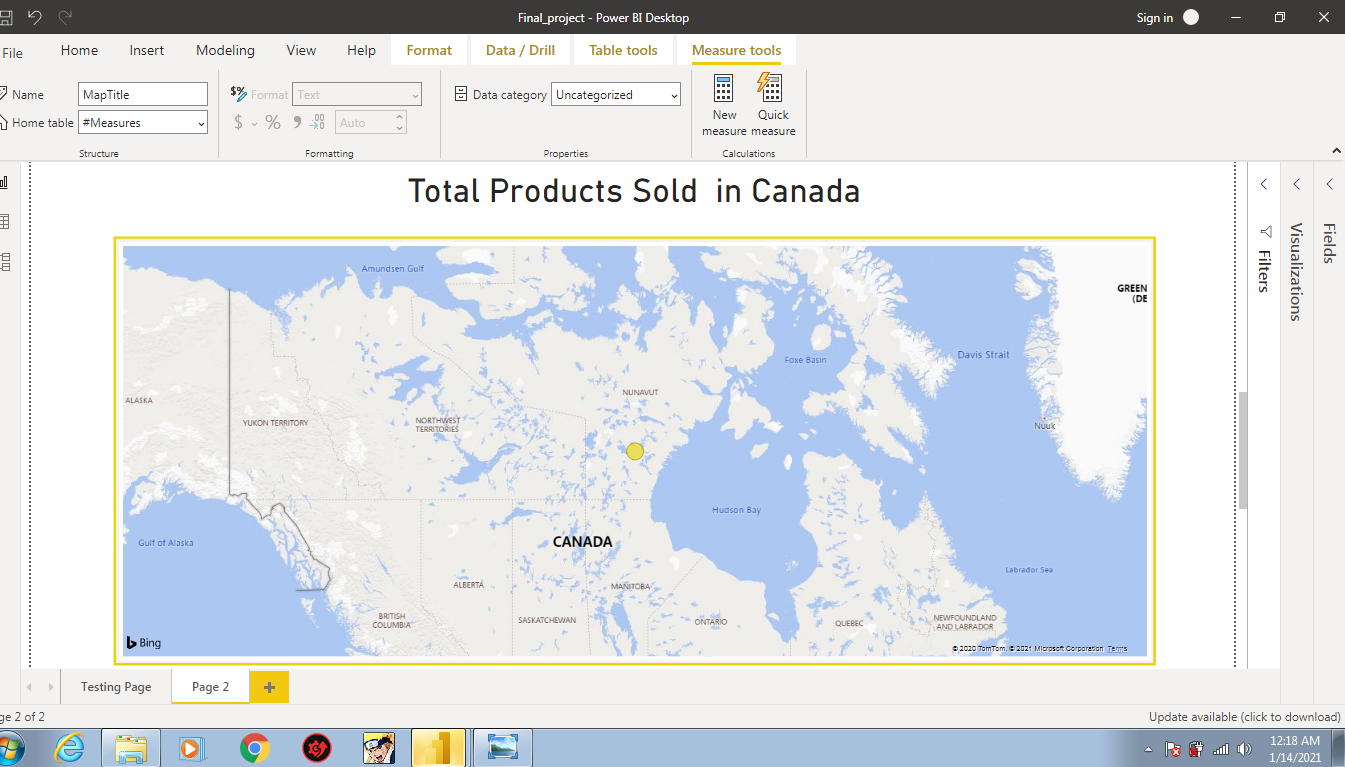 Final_project - Power BI Desktop
Sign in
File Home Insert Modeling View Help Format Data / Drill Table tools Measure tools
Name MapTitle
Home table #Measures
Structure
$% Format Text
$ % 9 .00 Auto
Formatting
Data category Uncategorized
Properties
New measure
Quick measure
Calculations
Total Products Sold in Canada
Amundsen Gulf
GREEN
(DE
Foxe Basin
Davis Strait
NUNAVUT
ALASKA
YUKON TERRITORY
NORTHWEST
TERRITORIES
Nuuk
Hudson Bay
Gulf of Alaska
CANADA
Labrador Sea
ALBERTA
MANITOBA
BRITISH
COLUMBIA
SASKATCHEWAN
ONTARIO
QUEBEC
NEWFOUNDLAND
AND LABRADOR
Bing
© 2020 TomTom, © 2021 Microsoft Corporation Terms
Filters
Visualizations
Fields
Testing Page
Page 2
ge 2 of 2
Update available (click to download)
12:18 AM
1/14/2021